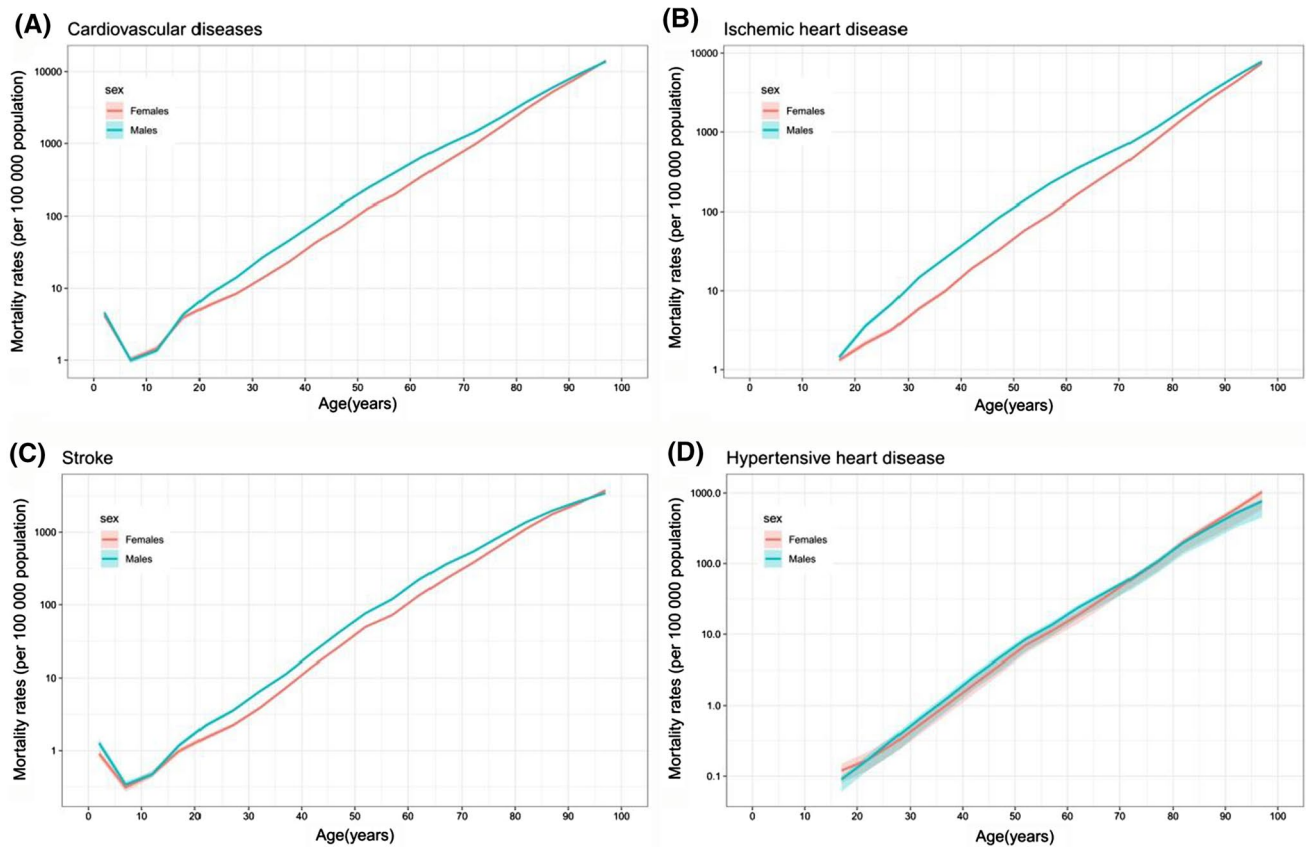 (A) Cardiovascular diseases
Mortality rates (per 100 000 population)
10000
1000
100
10
1
sex
Females
Males
0 10 20 30 40 50 60 70 80 90 100
Age(years)
(B) Ischemic heart disease
Mortality rates (per 100 000 population)
10000
1000
100
10
1
sex
Females
Males
0 10 20 30 40 50 60 70 80 90 100
Age(years)
(C) Stroke
Mortality rates (per 100 000 population)
1000
100
10
1
sex
Females
Males
0 10 20 30 40 50 60 70 80 90 100
Age(years)
(D) Hypertensive heart disease
Mortality rates (per 100 000 population)
1000.0
100.0
10.0
1.0
0.1
sex
Females
Males
0 10 20 30 40 50 60 70 80 90 100
Age(years)